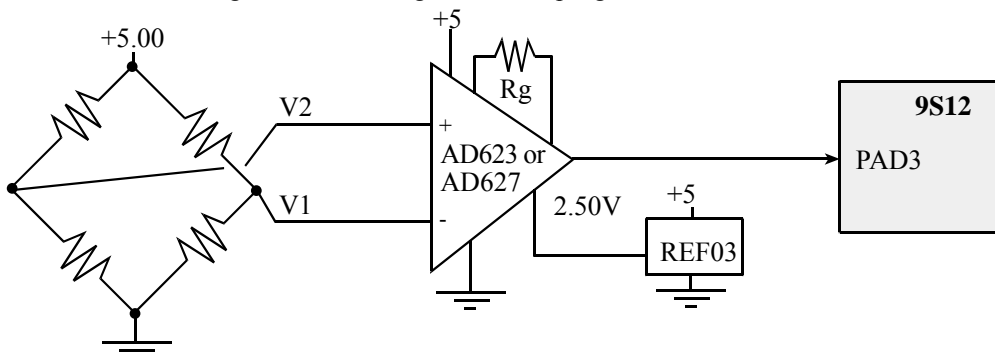 +5.00
+5
Rg
9S12
V2
+
AD623 or
AD627
PAD3
V1
-
2.50V
+5
REF03